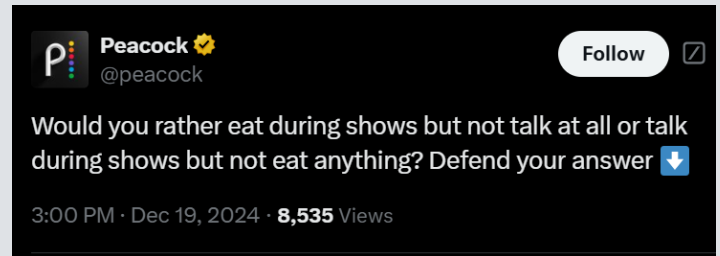 Peacock
@peacock
Follow
Would you rather eat during shows but not talk at all or talk
during shows but not eat anything? Defend your answer ⬇️
3:00 PM · Dec 19, 2024 · 8,535 Views